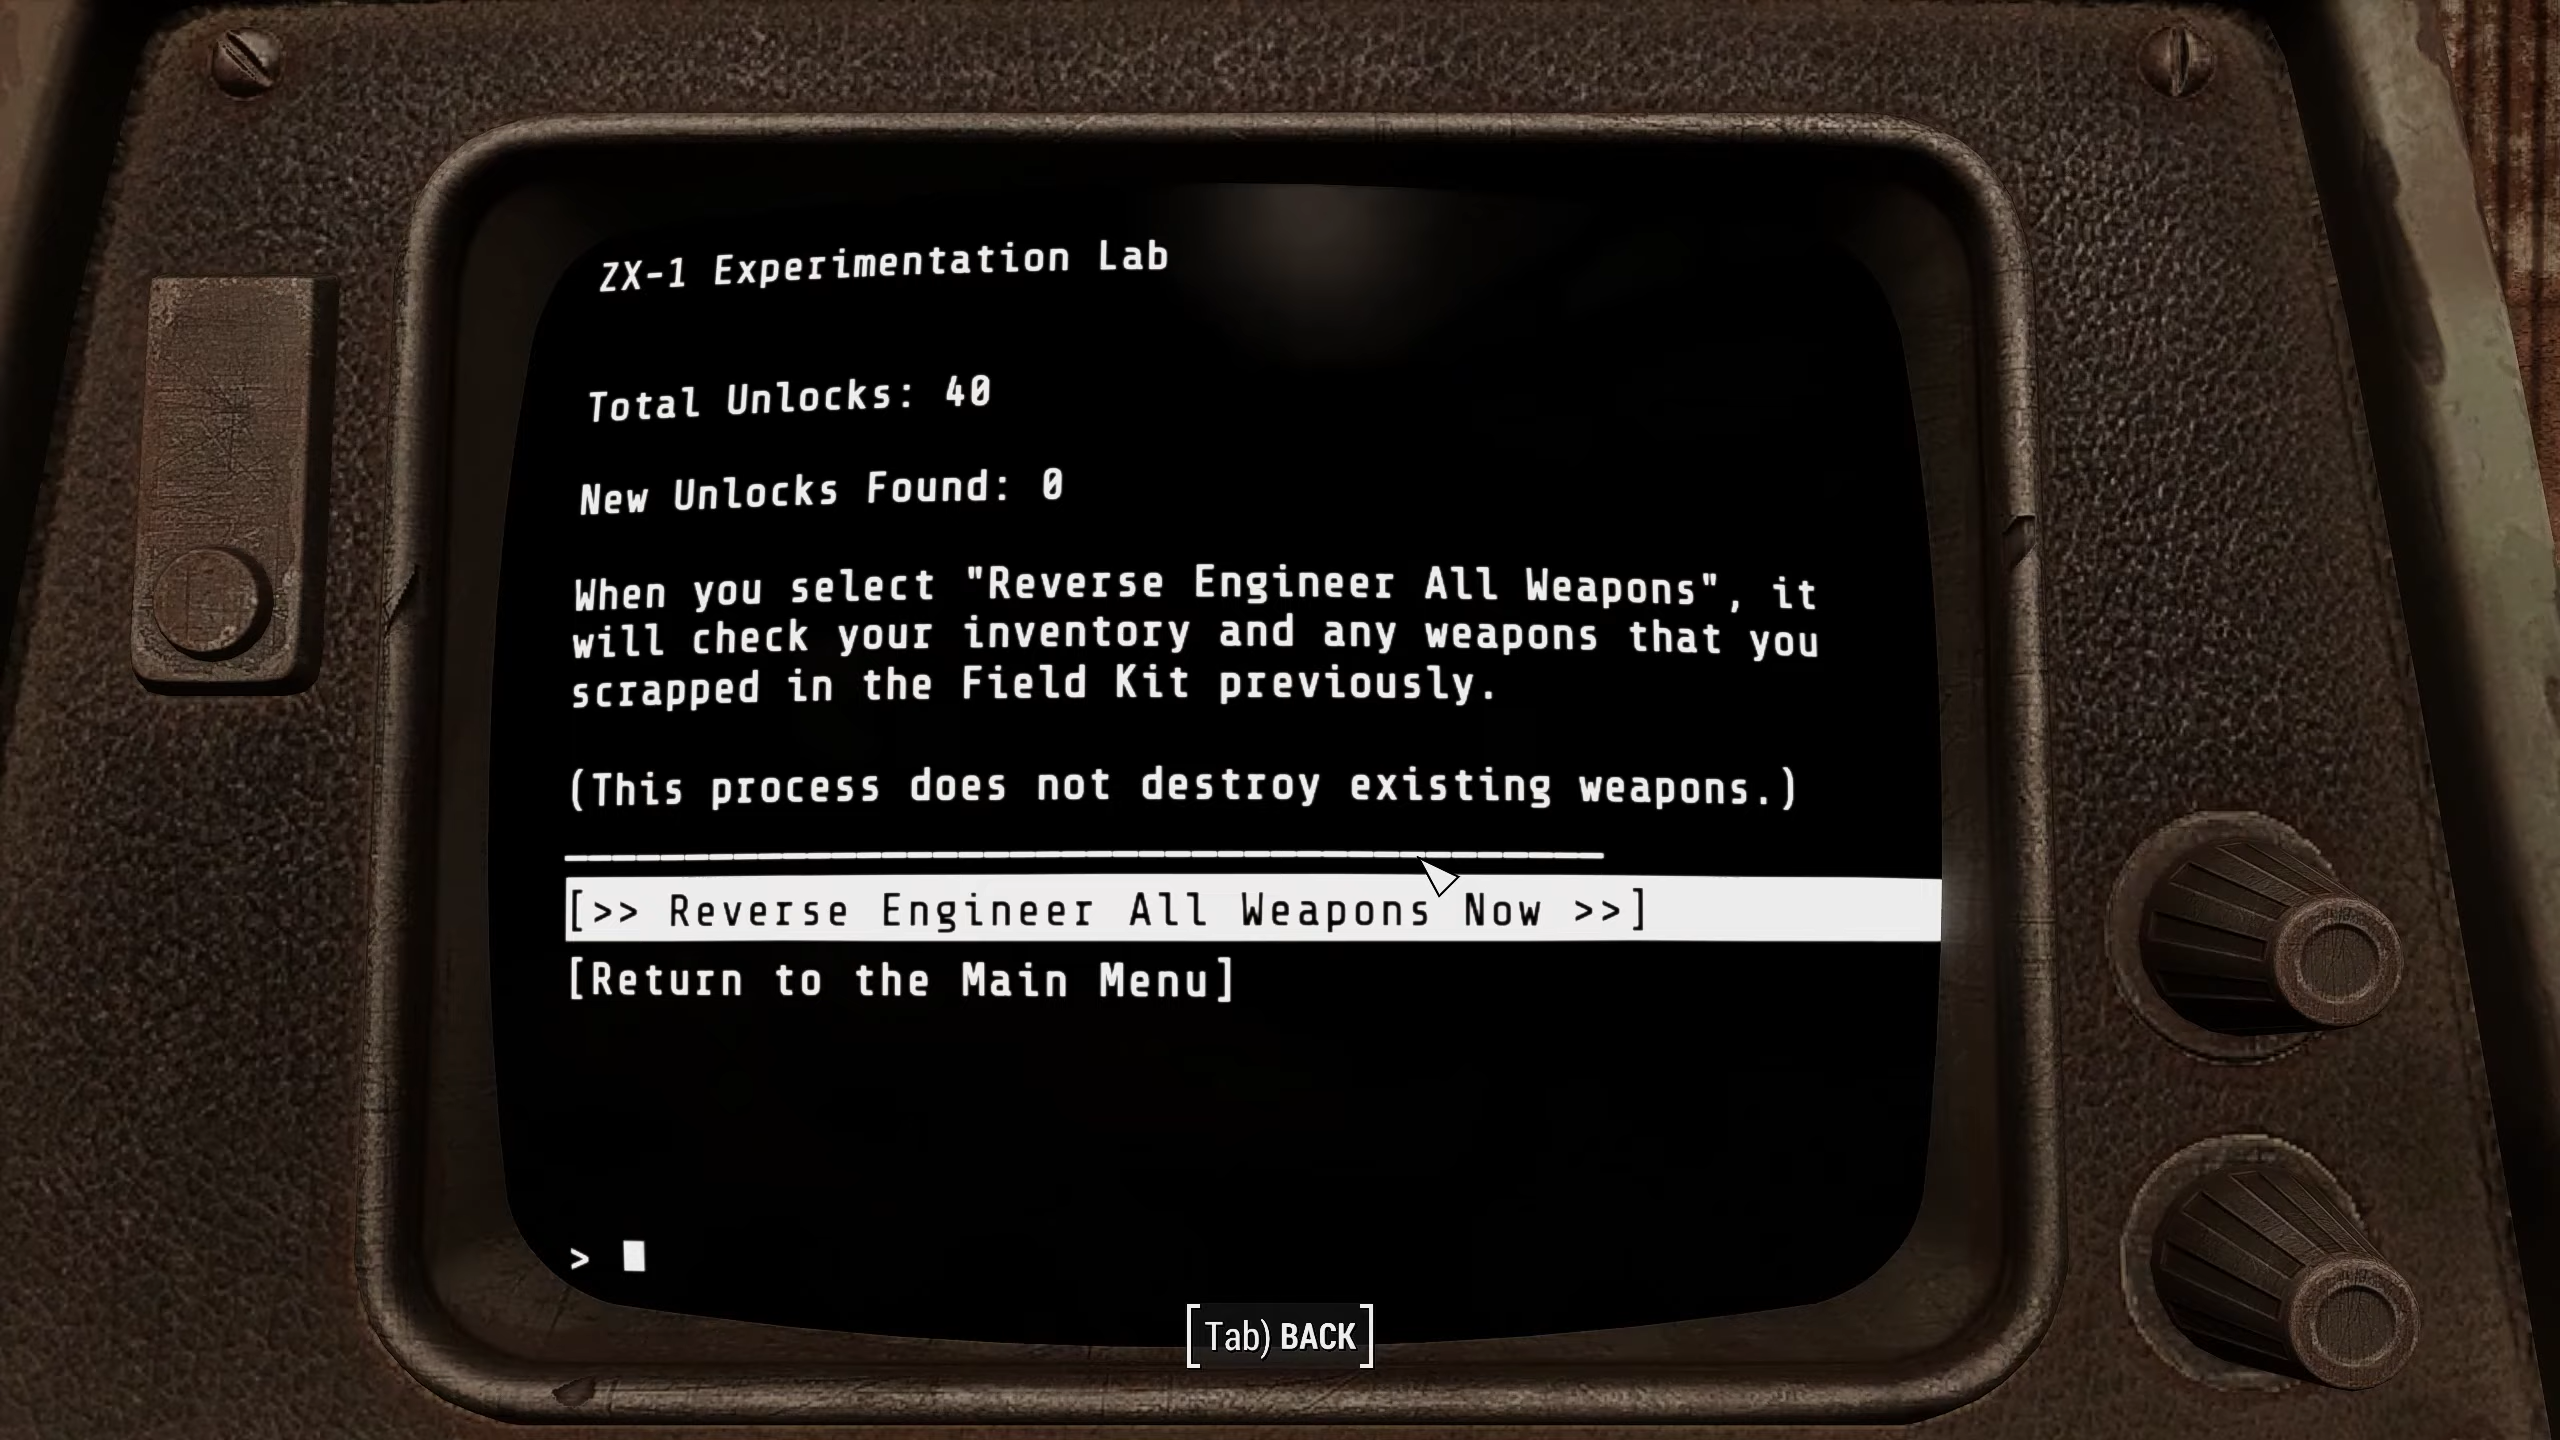 ZX-1 Experimentation Lab
Total Unlocks: 40
New Unlocks Found: 0
When you select "Reverse Engineer All Weapons", it
will check your inventory and any weapons that you
scrapped in the Field Kit previously.
(This process does not destroy existing weapons.)
[>> Reverse Engineer All Weapons Now >>]
[Return to the Main Menu]
>
[Tab) BACK]